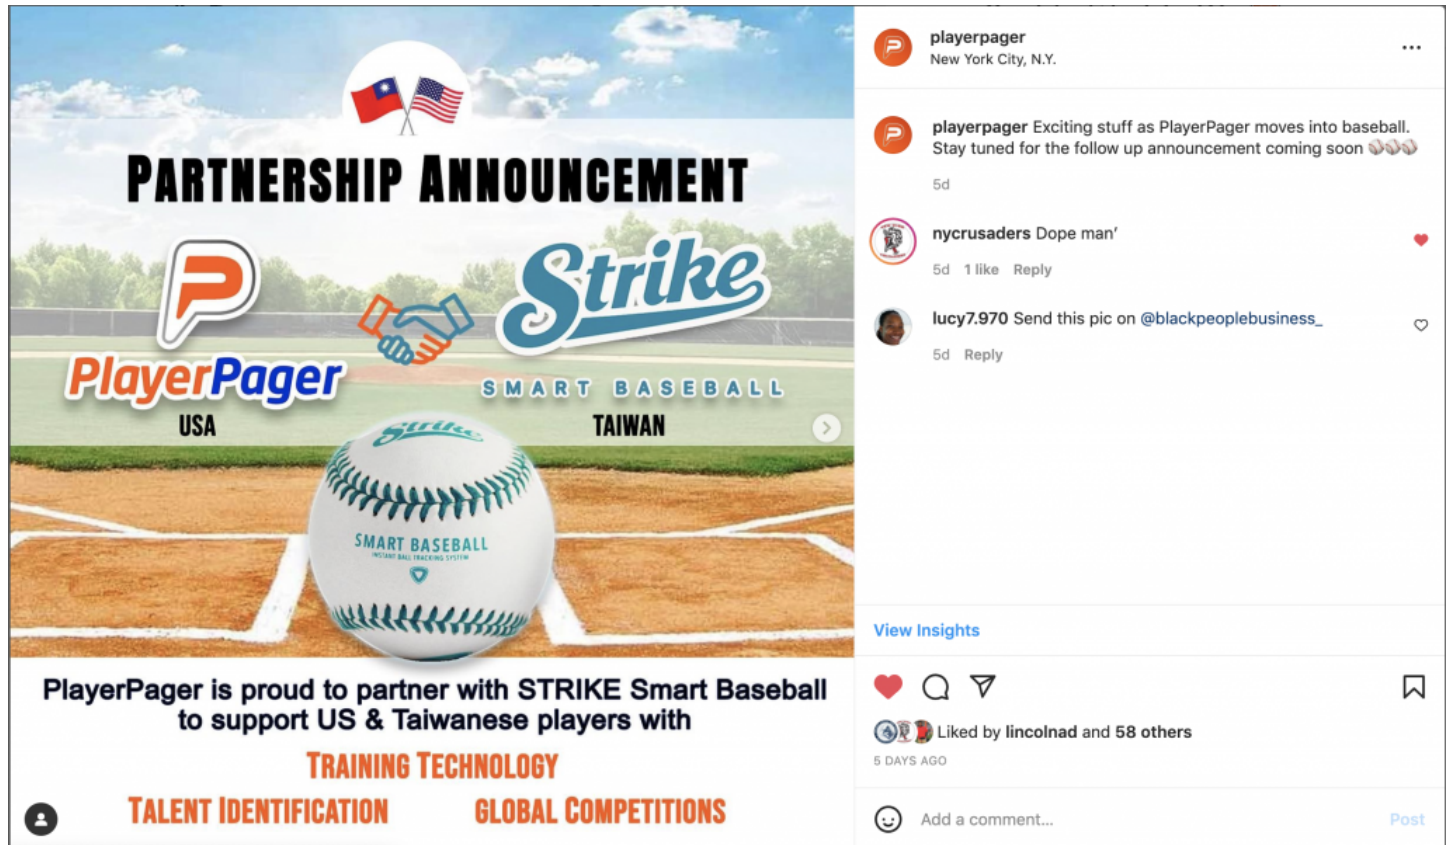 PARTNERSHIP ANNOUNCEMENT
P
PlayerPager
USA
Strike
SMART BASEBALL
TAIWAN
Strike
SMART BASEBALL
INSTANT BALL TRACKING SYSTEM
PlayerPager is proud to partner with STRIKE Smart Baseball
to support US & Taiwanese players with
TRAINING TECHNOLOGY
TALENT IDENTIFICATION
GLOBAL COMPETITIONS
playerpager
New York City, N.Y.
playerpager Exciting stuff as PlayerPager moves into baseball.
Stay tuned for the follow up announcement coming soon ⚾⚾⚾
5d
nycrusaders Dope man’
5d 1 like Reply
lucy7.970 Send this pic on @blackpeoplebusiness_
5d Reply
View Insights
Liked by lincolnad and 58 others
5 DAYS AGO
Add a comment...
Post